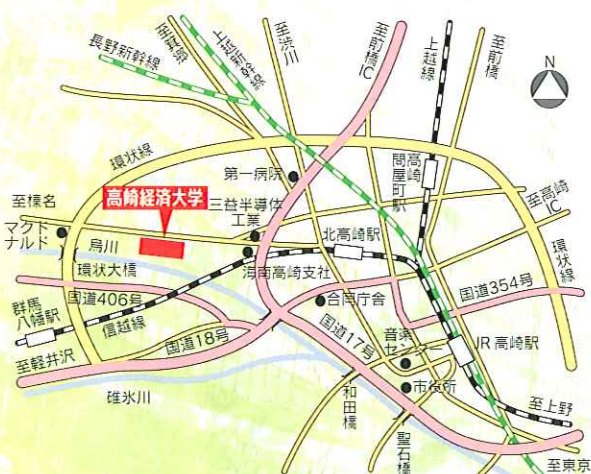 至箕郷
上越新幹線
至渋川
至前橋
IC
上越線
至前橋
長野新幹線
N
環状線
第一病院
高崎
問屋町駅
至高崎
IC
高崎経済大学
至榛名
マクド
ナルド
三益半導体
工業
烏川
北高崎駅
環状線
環状大橋
海南高崎支社
国道406号
国道354号
群馬
八幡駅
信越線
合同庁舎
国道17号
音楽
センター
JR高崎駅
国道18号
至軽井沢
市役所
碓氷川
和田橋
聖石橋
至上野
至東京